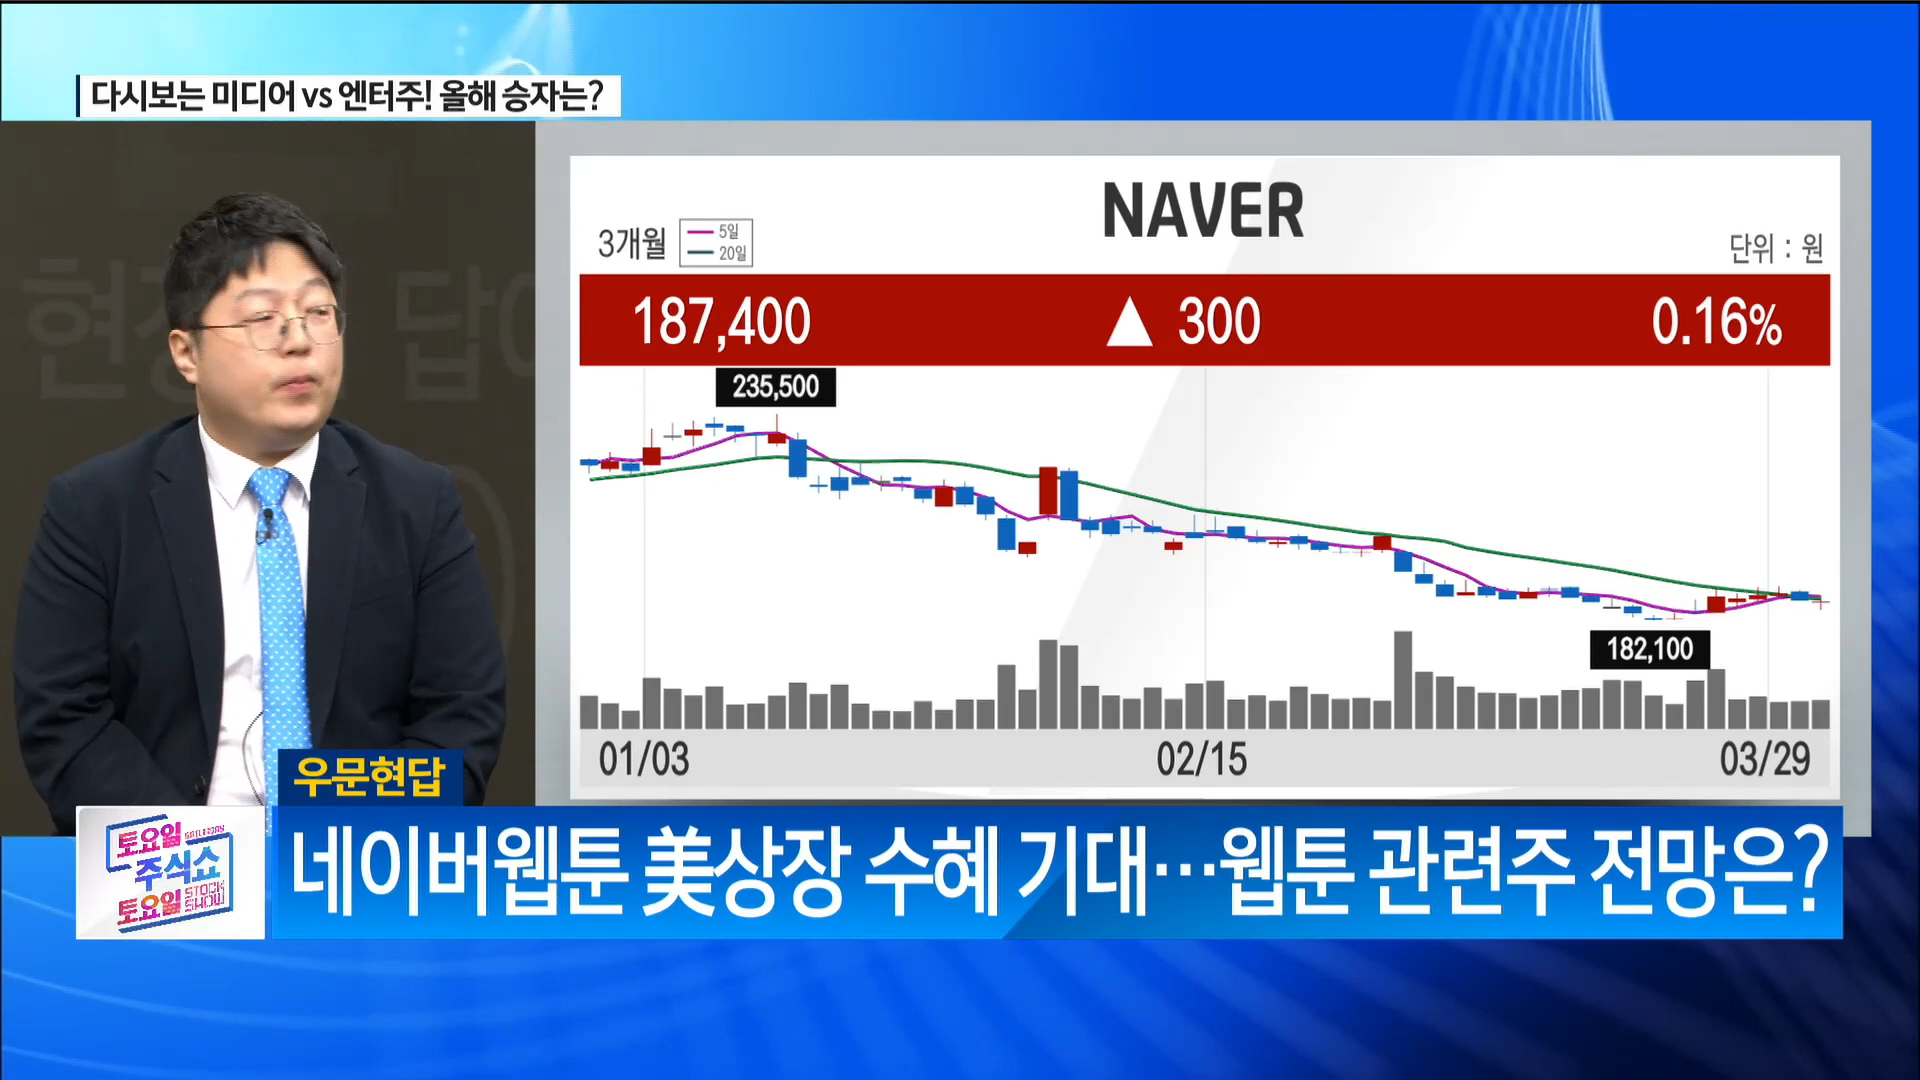 다시보는 미디어 vs 엔터주! 올해 승자는?
NAVER
3개월
5일
20일
단위 : 원
187,400 ▲ 300 0.16%
235,500
182,100
01/03 02/15 03/29
우문현답
네이버웹툰 美상장 수혜 기대…웹툰 관련주 전망은?
토요일 SATURDAY
주식쇼
토요일 STOCK SHOW